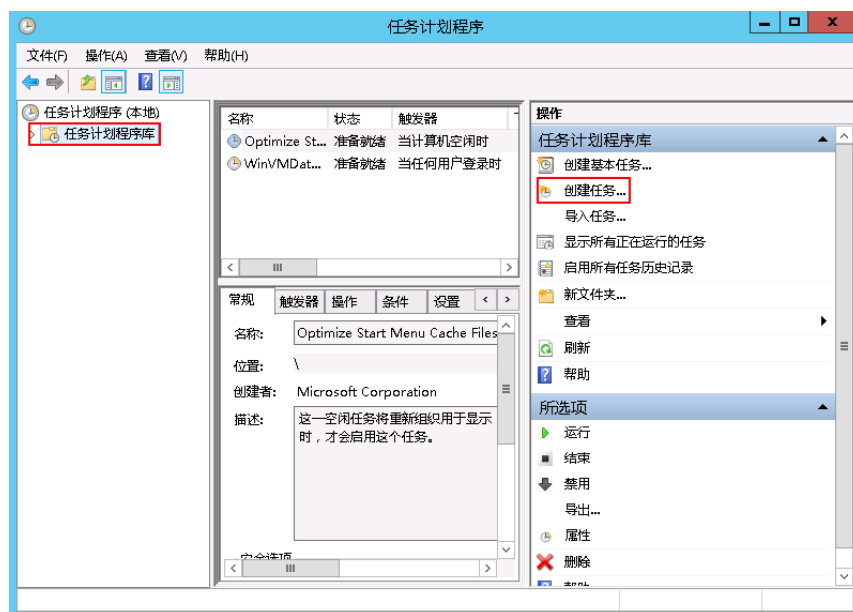 任务计划程序
文件(F) 操作(A) 查看(V) 帮助(H)
任务计划程序 (本地)
任务计划程序库
名称 状态 触发器
Optimize St... 准备就绪 当计算机空闲时
WinVMDat... 准备就绪 当任何用户登录时
常规 触发器 操作 条件 设置
名称: Optimize Start Menu Cache Files
位置: \
创建者: Microsoft Corporation
描述: 这一空闲任务将重新组织用于显示
时，才会启用这个任务。
安全选项
操作
任务计划程序库
创建基本任务...
创建任务...
导入任务...
显示所有正在运行的任务
启用所有任务历史记录
新文件夹...
查看
刷新
帮助
所选项
运行
结束
禁用
导出...
属性
删除
帮助